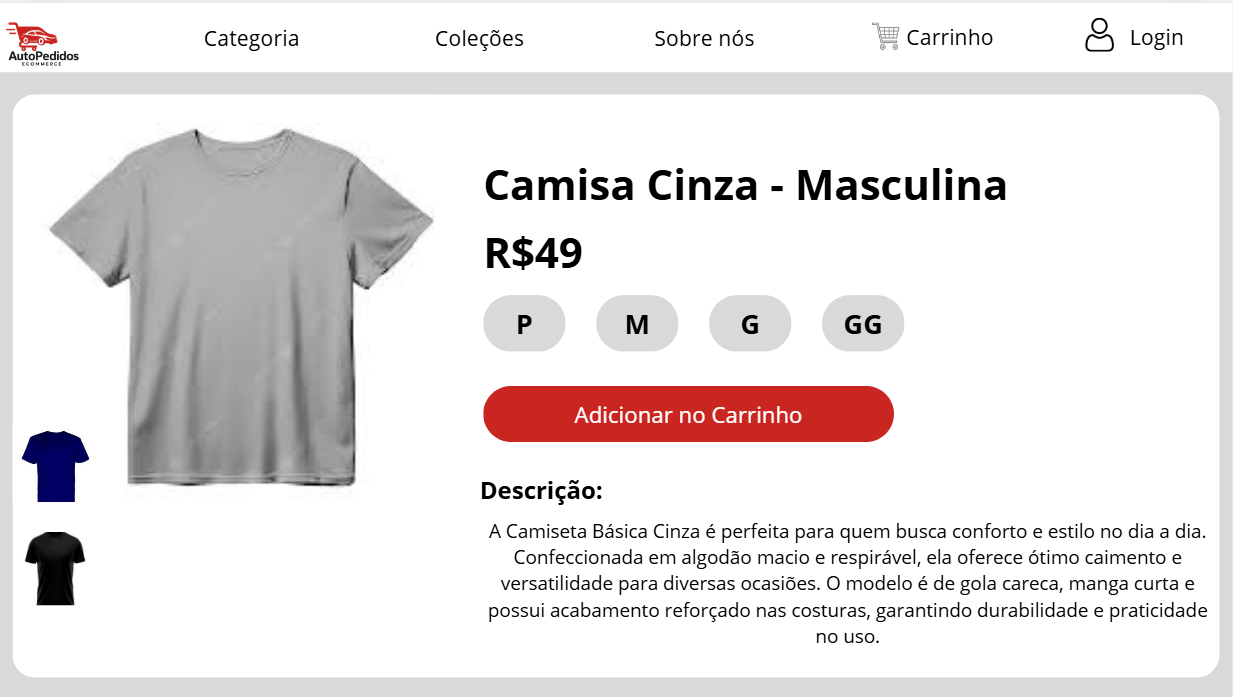 AutoPedidos
ECOMMERCE
Categoria
Coleções
Sobre nós
Carrinho
Login
Camisa Cinza - Masculina
R$49
P
M
G
GG
Adicionar no Carrinho
Descrição:
A Camiseta Básica Cinza é perfeita para quem busca conforto e estilo no dia a dia.
Confeccionada em algodão macio e respirável, ela oferece ótimo caimento e
versatilidade para diversas ocasiões. O modelo é de gola careca, manga curta e
possui acabamento reforçado nas costuras, garantindo durabilidade e praticidade
no uso.